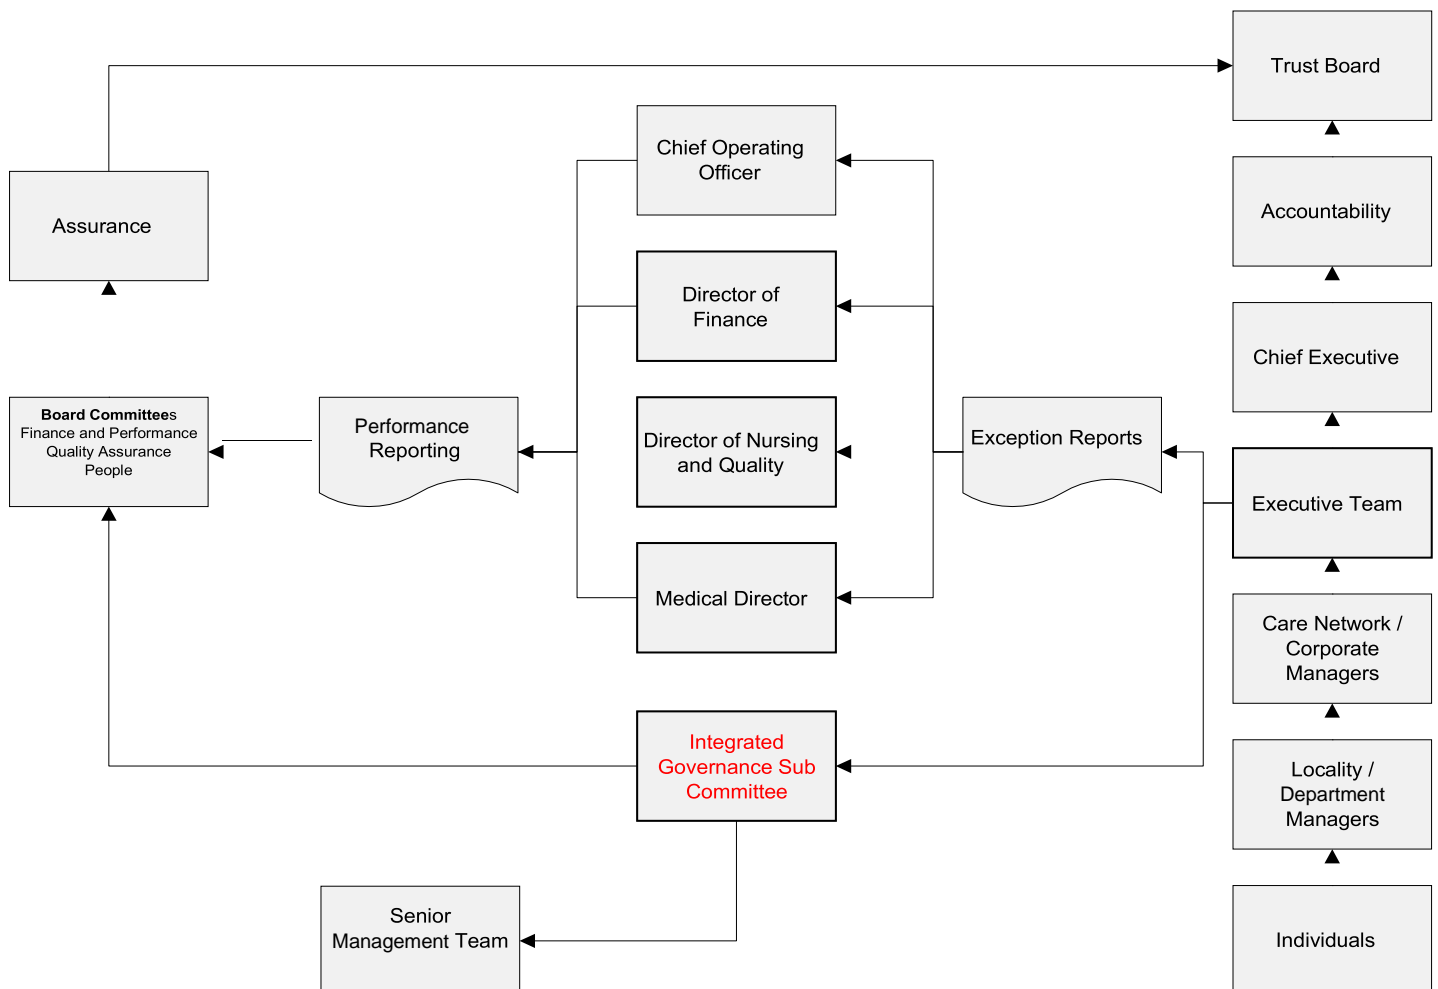 Trust Board
Chief Operating
Officer
Accountability
Assurance
Director of
Finance
Chief Executive
Board Committees
Finance and Performance
Quality Assurance
People
Performance
Reporting
Director of Nursing
and Quality
Exception Reports
Executive Team
Medical Director
Care Network /
Corporate
Managers
Integrated
Governance Sub
Committee
Locality /
Department
Managers
Senior
Management Team
Individuals